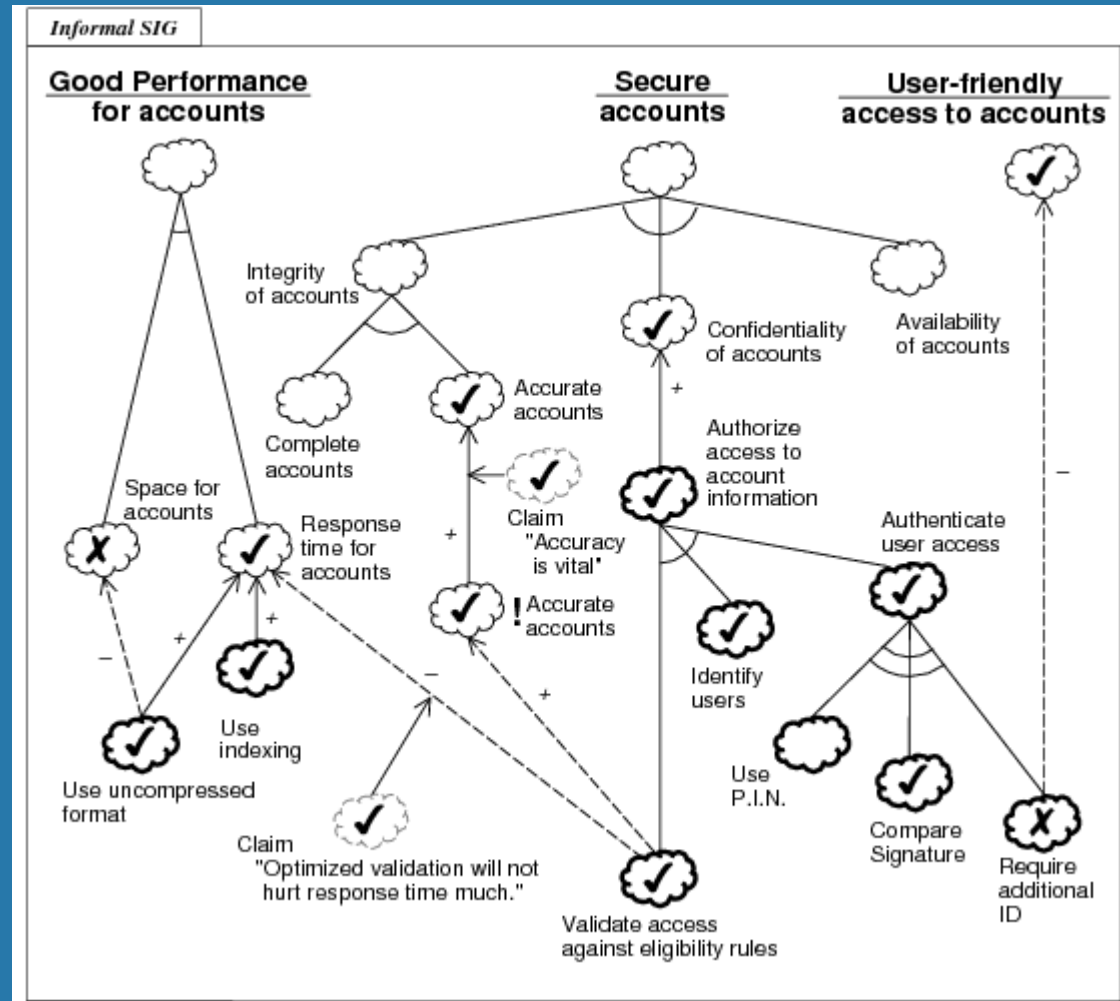 Informal SIG
Good Performance
for accounts
Secure
accounts
User-friendly
access to accounts
Integrity
of accounts
Confidentiality
of accounts
Availability
of accounts
Complete
accounts
Accurate
accounts
+
+
Authorize
access to
account
information
Claim
"Accuracy
is vital"
Space for
accounts
Response
time for
accounts
! Accurate
accounts
Authenticate
user access
–
–
+
+
–
+
Identify
users
Use
indexing
Use uncompressed
format
Use
P.I.N.
Compare
Signature
Require
additional
ID
Claim
"Optimized validation will not
hurt response time much."
Validate access
against eligibility rules